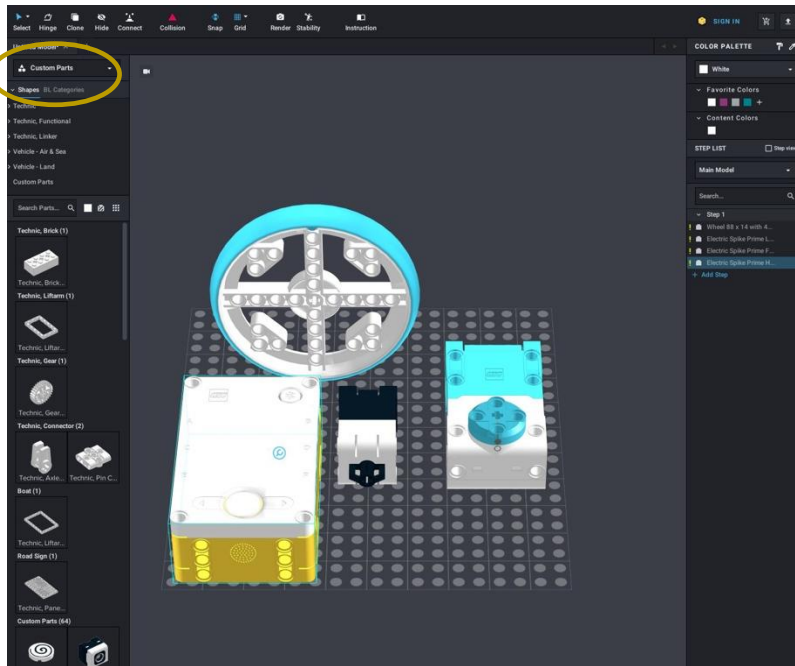 Select Hinge Clone Hide Connect Collision Snap Grid Render Stability Instruction
SIGN IN
Untitled Model*
Custom Parts
Shapes BL Categories
Technic
Technic, Functional
Technic, Linker
Vehicle - Air & Sea
Vehicle - Land
Custom Parts
Search Parts...
Technic, Brick (1)
Technic, Brick...
Technic, Liftarm (1)
Technic, Liftar...
Technic, Gear (1)
Technic, Gear...
Technic, Connector (2)
Technic, Axle... Technic, Pin C...
Boat (1)
Technic, Liftar...
Road Sign (1)
Technic, Pane...
Custom Parts (64)
COLOR PALETTE
White
Favorite Colors
Content Colors
STEP LIST Step view
Main Model
Search...
Step 1
Wheel 88 x 14 with 4...
Electric Spike Prime L...
Electric Spike Prime F...
Electric Spike Prime H...
+ Add Step